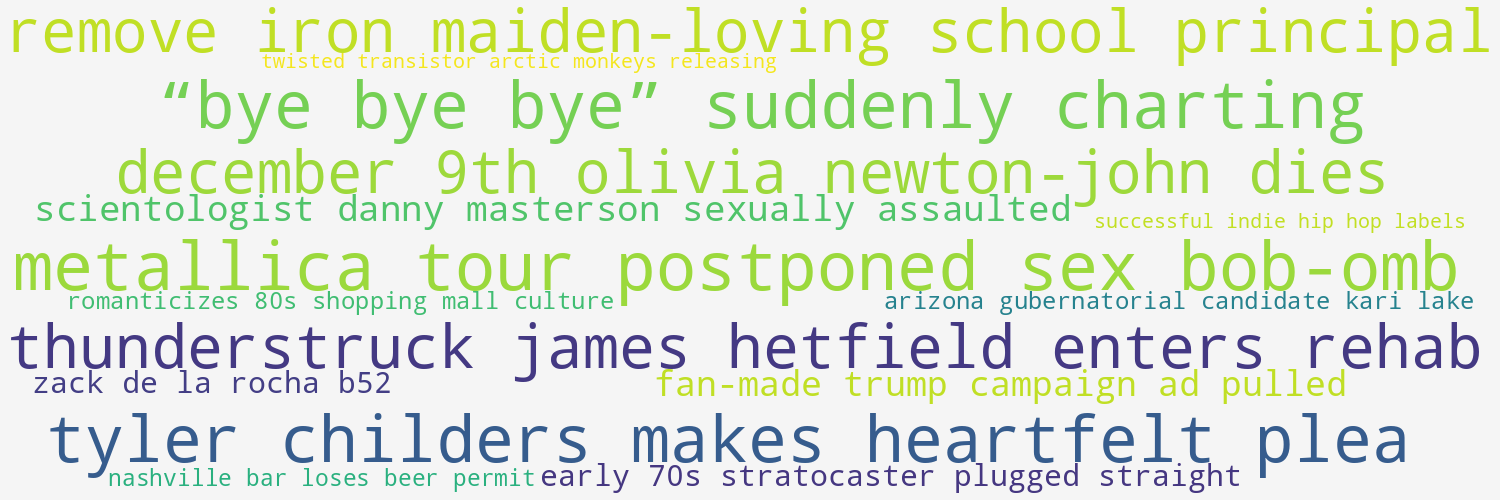 remove iron maiden-loving school principal
twisted transistor arctic monkeys releasing
“bye bye bye” suddenly charting
december 9th olivia newton-john dies
scientologist danny masterson sexually assaulted
successful indie hip hop labels
metallica tour postponed sex bob-omb
romanticizes 80s shopping mall culture
arizona gubernatorial candidate kari lake
thunderstruck james hetfield enters rehab
zack de la rocha b52
fan-made trump campaign ad pulled
tyler childers makes heartfelt plea
nashville bar loses beer permit
early 70s stratocaster plugged straight